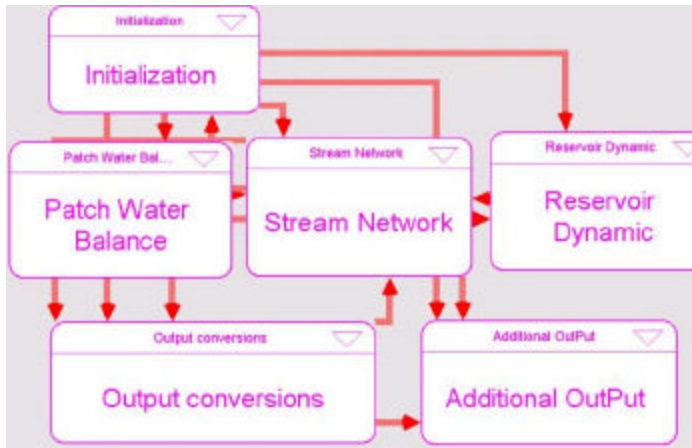 Initialization
Initialization
Patch Water Bal...
Patch Water
Balance
Stream Network
Stream Network
Reservoir Dynamic
Reservoir
Dynamic
Output conversions
Output conversions
Additional OutPut
Additional OutPut